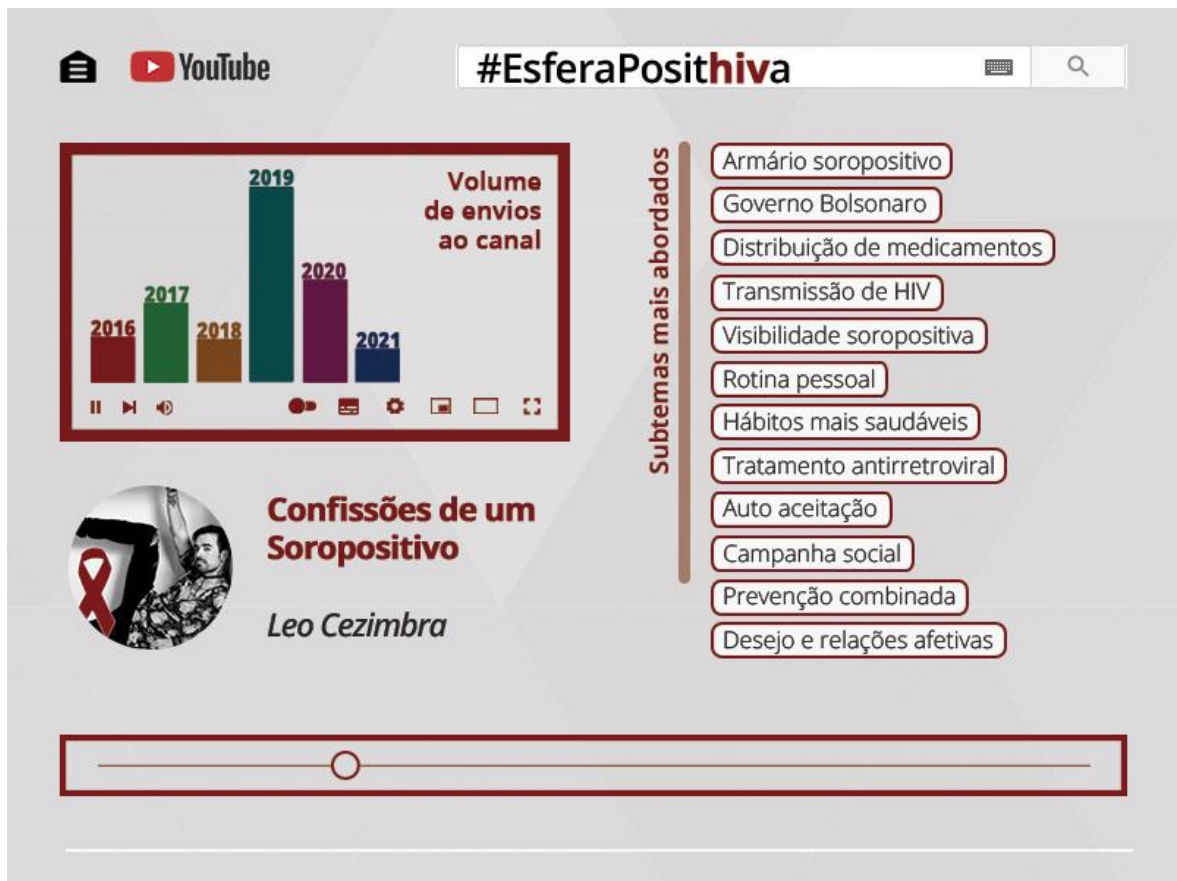 YouTube
#EsferaPosithiva
Volume
de envios
ao canal
2016
2017
2018
2019
2020
2021
Confissões de um
Soropositivo
Leo Cezimbra
Subtemas mais abordados
Armário soropositivo
Governo Bolsonaro
Distribuição de medicamentos
Transmissão de HIV
Visibilidade soropositiva
Rotina pessoal
Hábitos mais saudáveis
Tratamento antirretroviral
Auto aceitação
Campanha social
Prevenção combinada
Desejo e relações afetivas